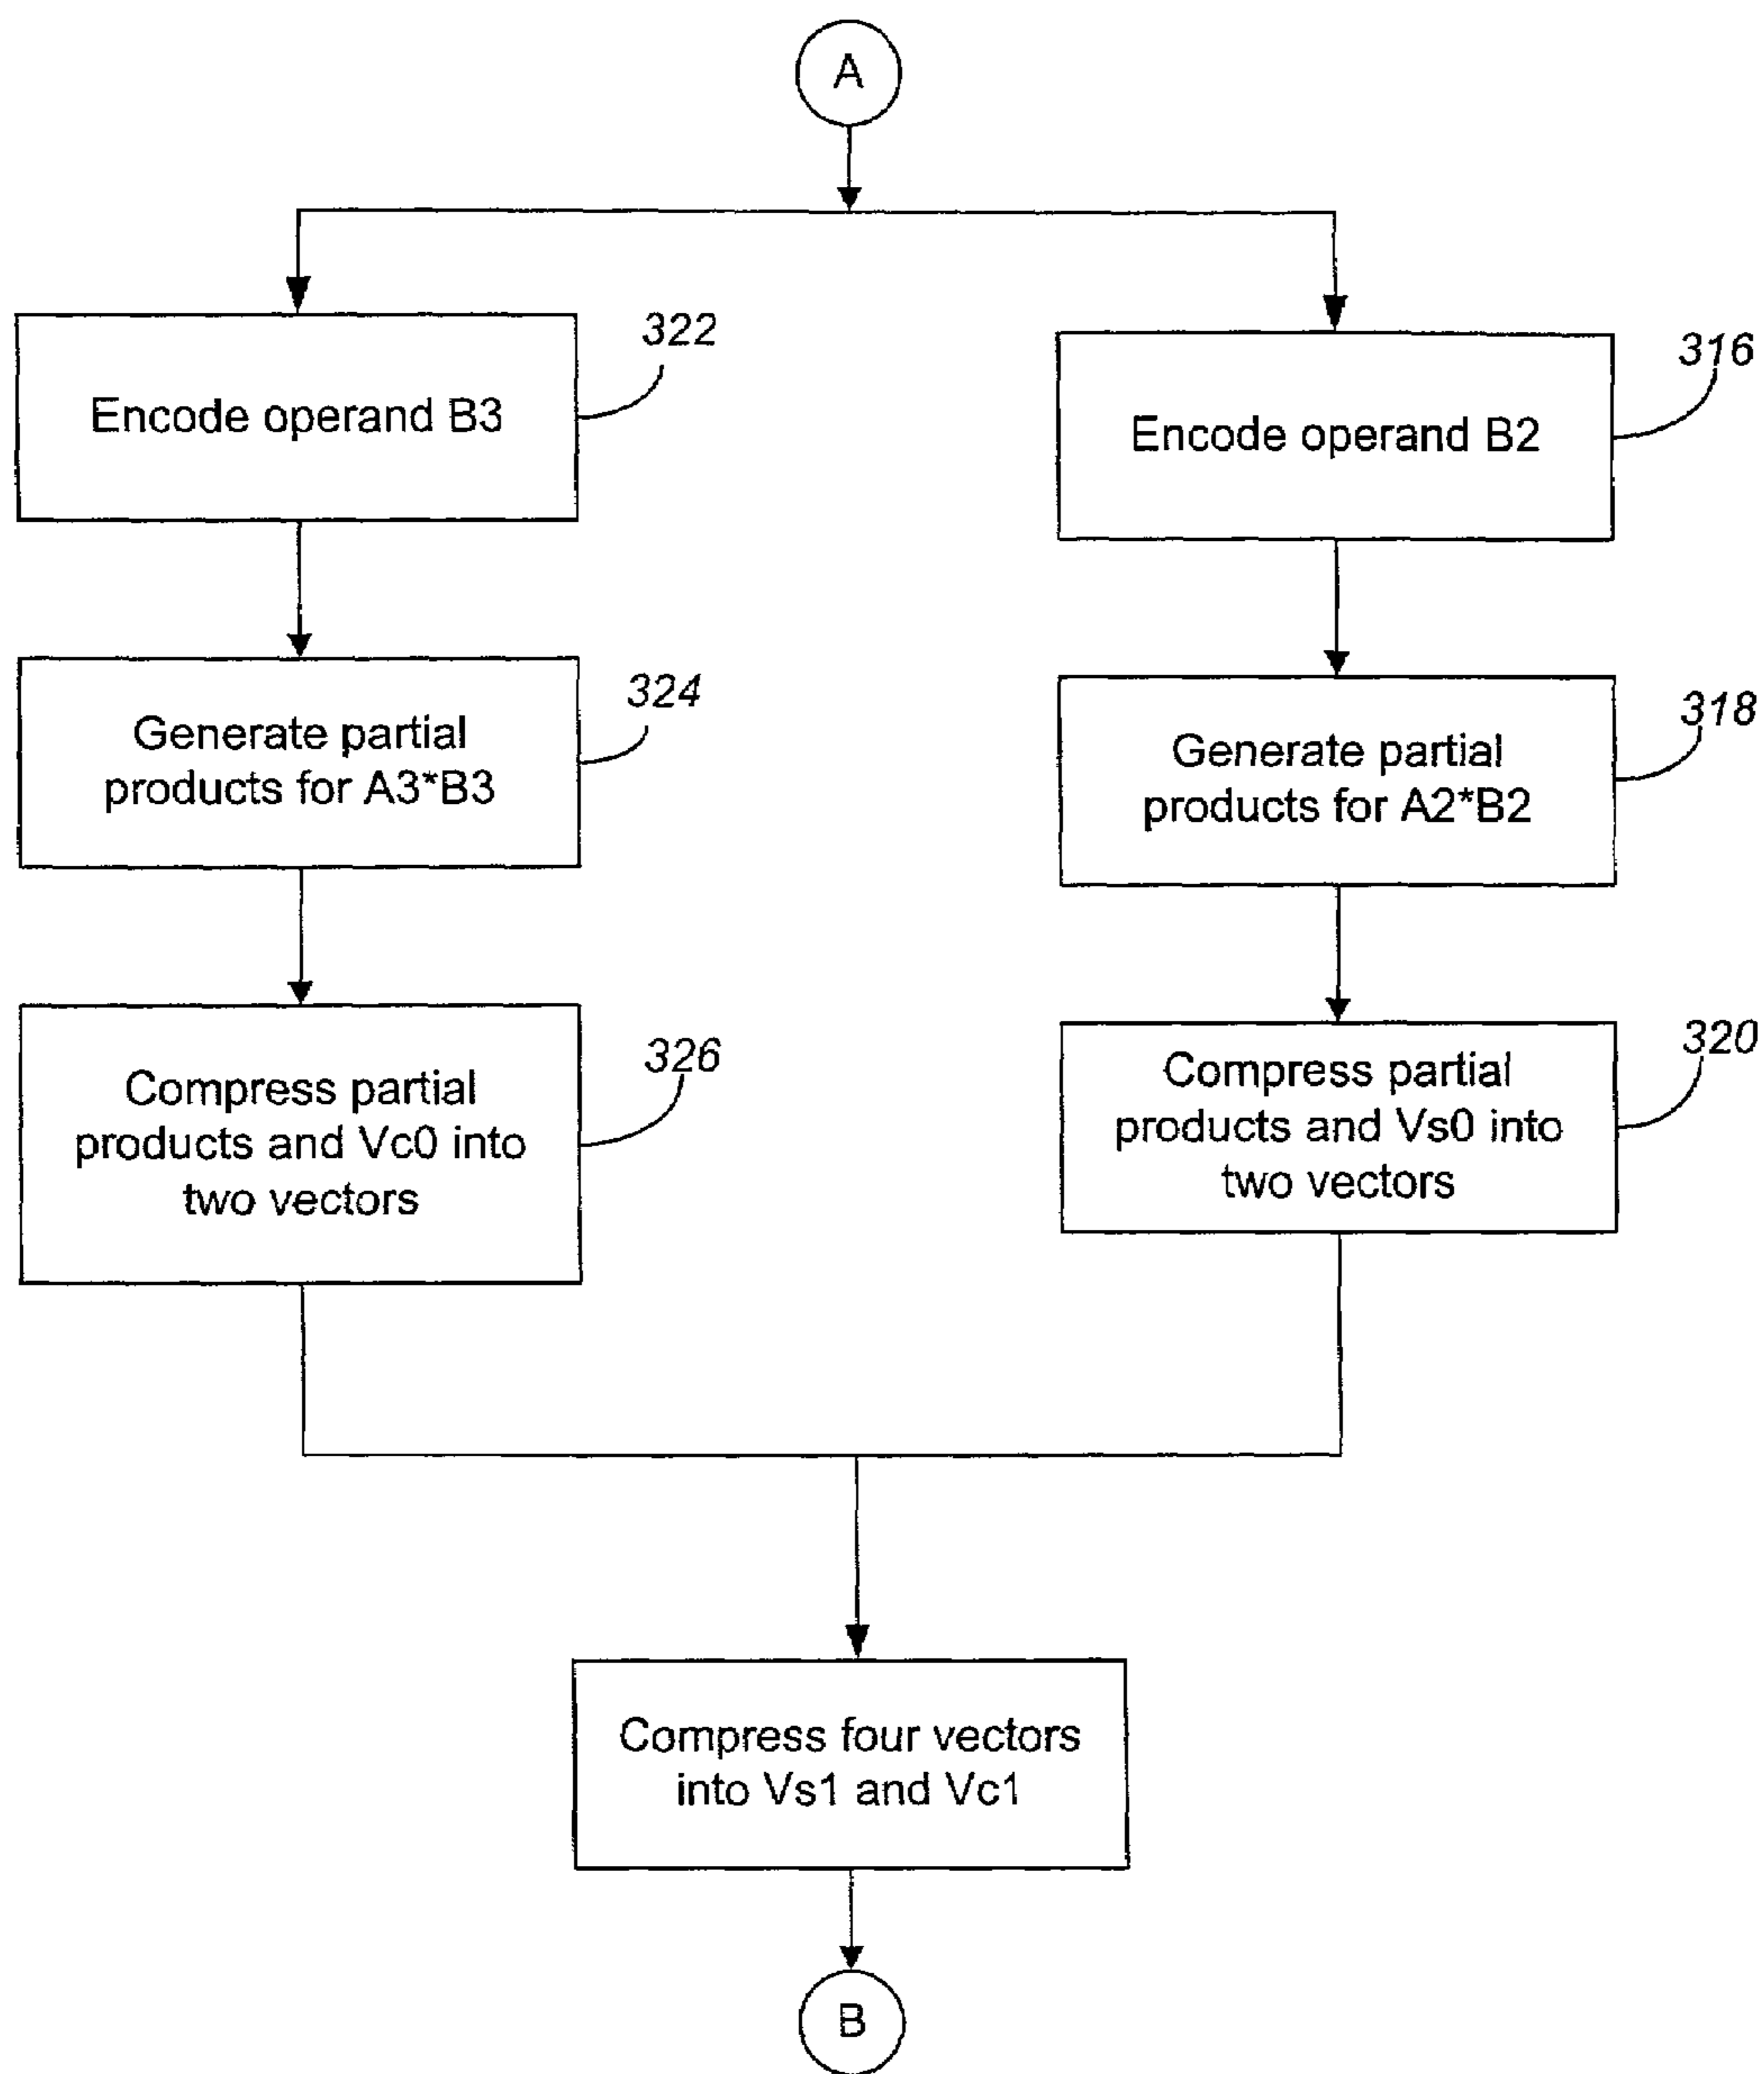 A
322
Encode operand B3
316
Encode operand B2
324
Generate partial
products for A3*B3
318
Generate partial
products for A2*B2
326
Compress partial
products and Vc0 into
two vectors
320
Compress partial
products and Vs0 into
two vectors
Compress four vectors
into Vs1 and Vc1
B